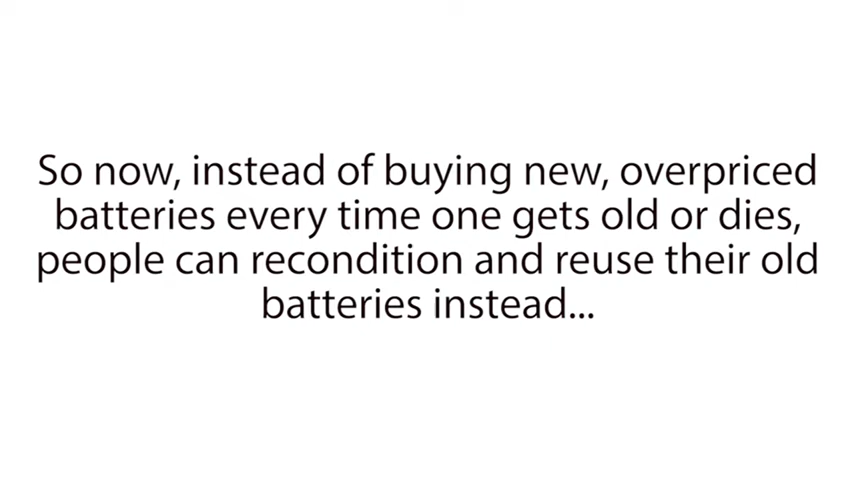 So now, instead of buying new, overpriced
batteries every time one gets old or dies,
people can recondition and reuse their old
batteries instead...